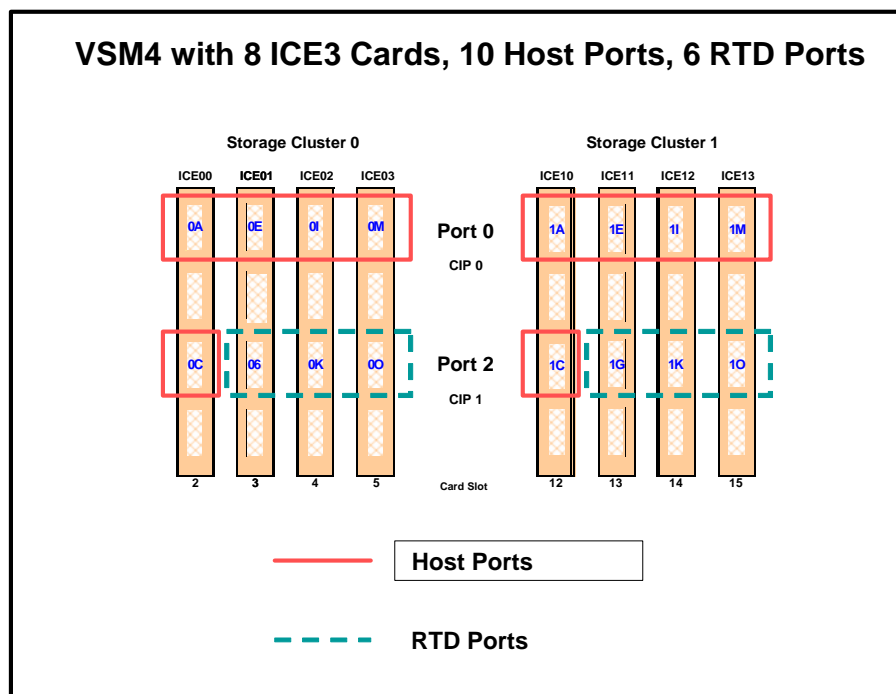 VSM4 with 8 ICE3 Cards, 10 Host Ports, 6 RTD Ports
Storage Cluster 0 Storage Cluster 1
ICE00 ICE01 ICE02 ICE03 ICE10 ICE11 ICE12 ICE13
0A 0E 0I 0M Port 0 1A 1E 1I 1M
CIP 0
0C 06 0K 0O Port 2 1C 1G 1K 1O
CIP 1
2 3 4 5 Card Slot 12 13 14 15
Host Ports
RTD Ports